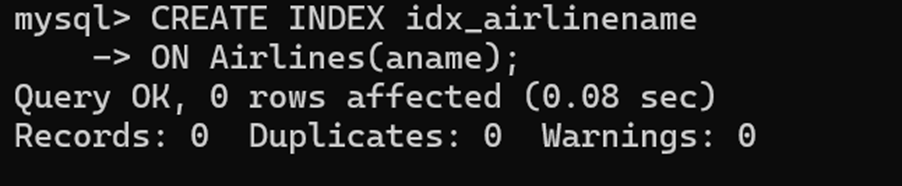 mysql> CREATE INDEX idx_airlinename
    -> ON Airlines(aname);
Query OK, 0 rows affected (0.08 sec)
Records: 0  Duplicates: 0  Warnings: 0